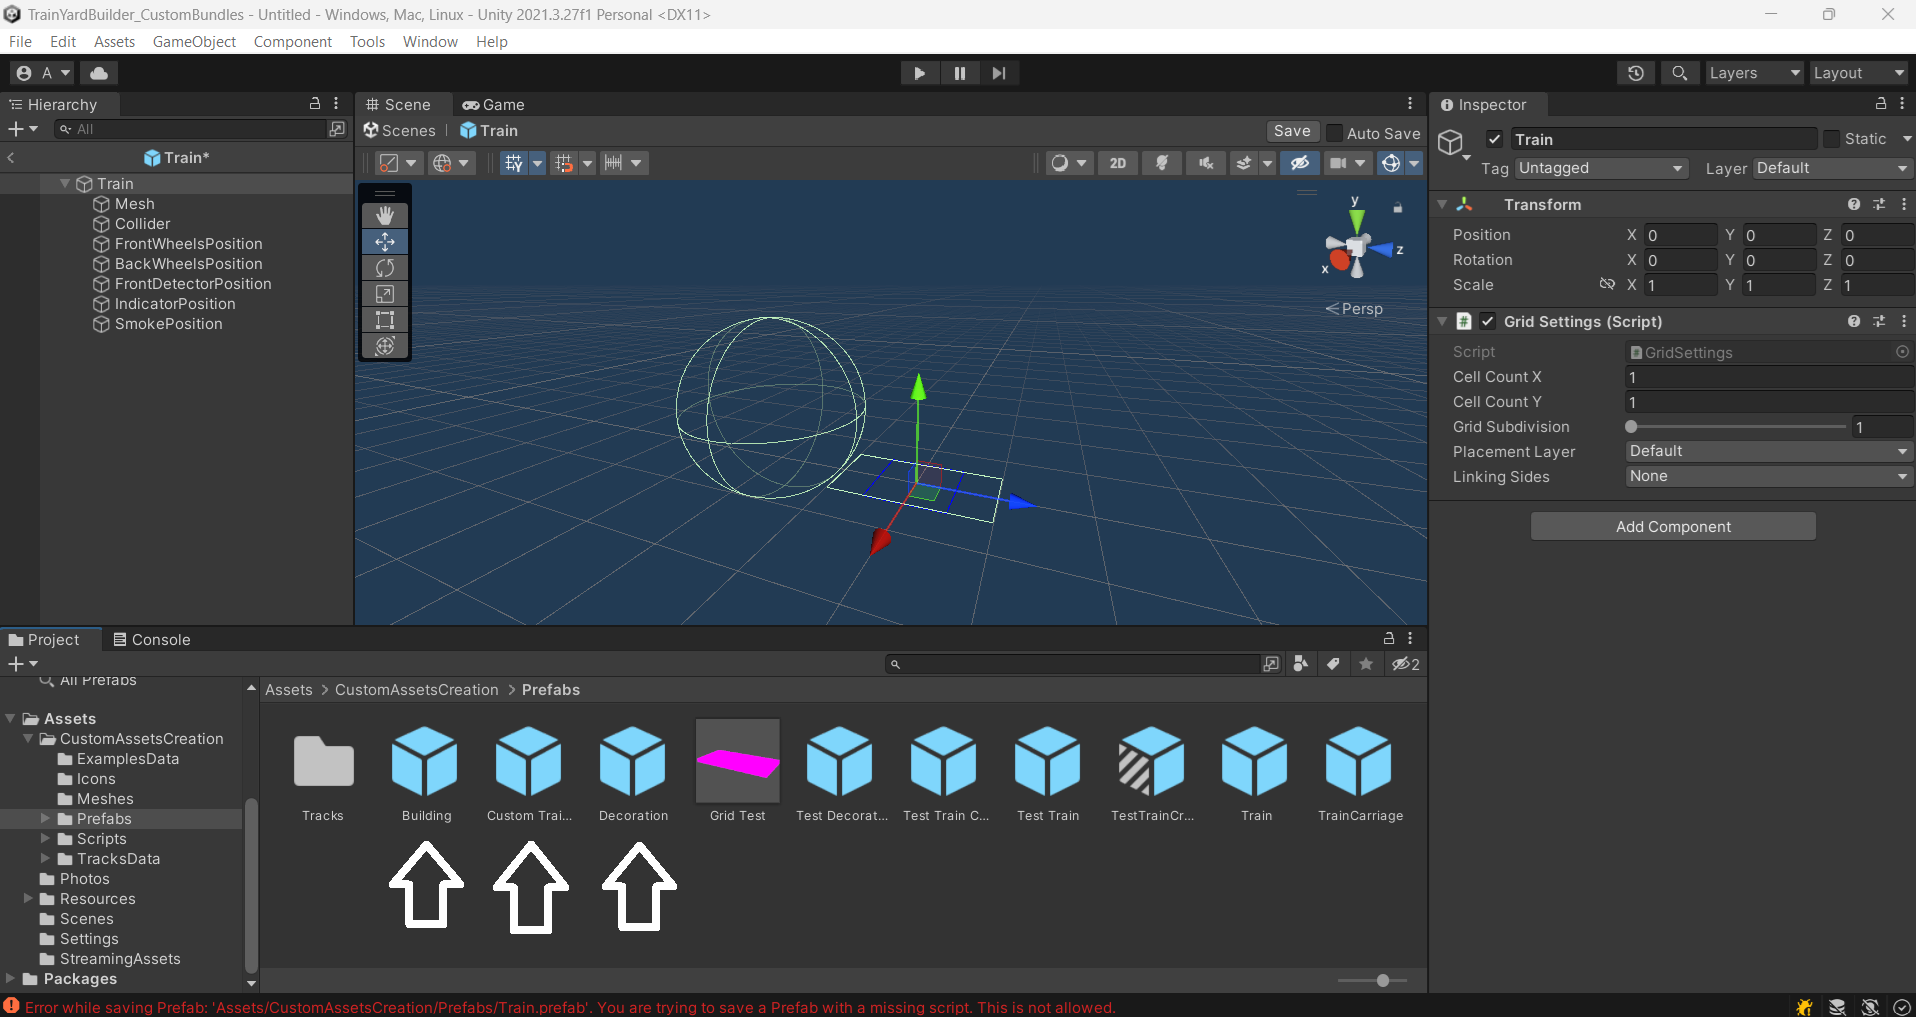 TrainYardBuilder_CustomBundles - Untitled - Windows, Mac, Linux - Unity 2021.3.27f1 Personal <DX11>
File Edit Assets GameObject Component Tools Window Help
A Layers Layout
Hierarchy
All
Train*
Train
Mesh
Collider
FrontWheelsPosition
BackWheelsPosition
FrontDetectorPosition
IndicatorPosition
SmokePosition
Scene Game
Scenes Train Save Auto Save
2D
y
z
x
Persp
Inspector
Train Static
Tag Untagged Layer Default
Transform
Position X 0 Y 0 Z 0
Rotation X 0 Y 0 Z 0
Scale X 1 Y 1 Z 1
# Grid Settings (Script)
Script GridSettings
Cell Count X 1
Cell Count Y 1
Grid Subdivision 1
Placement Layer Default
Linking Sides None
Add Component
Project Console
2
All Prefabs
Assets
CustomAssetsCreation
ExamplesData
Icons
Meshes
Prefabs
Scripts
TracksData
Photos
Resources
Scenes
Settings
StreamingAssets
Packages
Assets > CustomAssetsCreation > Prefabs
Tracks Building Custom Trai... Decoration Grid Test Test Decorat... Test Train C... Test Train TestTrainCr... Train TrainCarriage
Error while saving Prefab: 'Assets/CustomAssetsCreation/Prefabs/Train.prefab'. You are trying to save a Prefab with a missing script. This is not allowed.